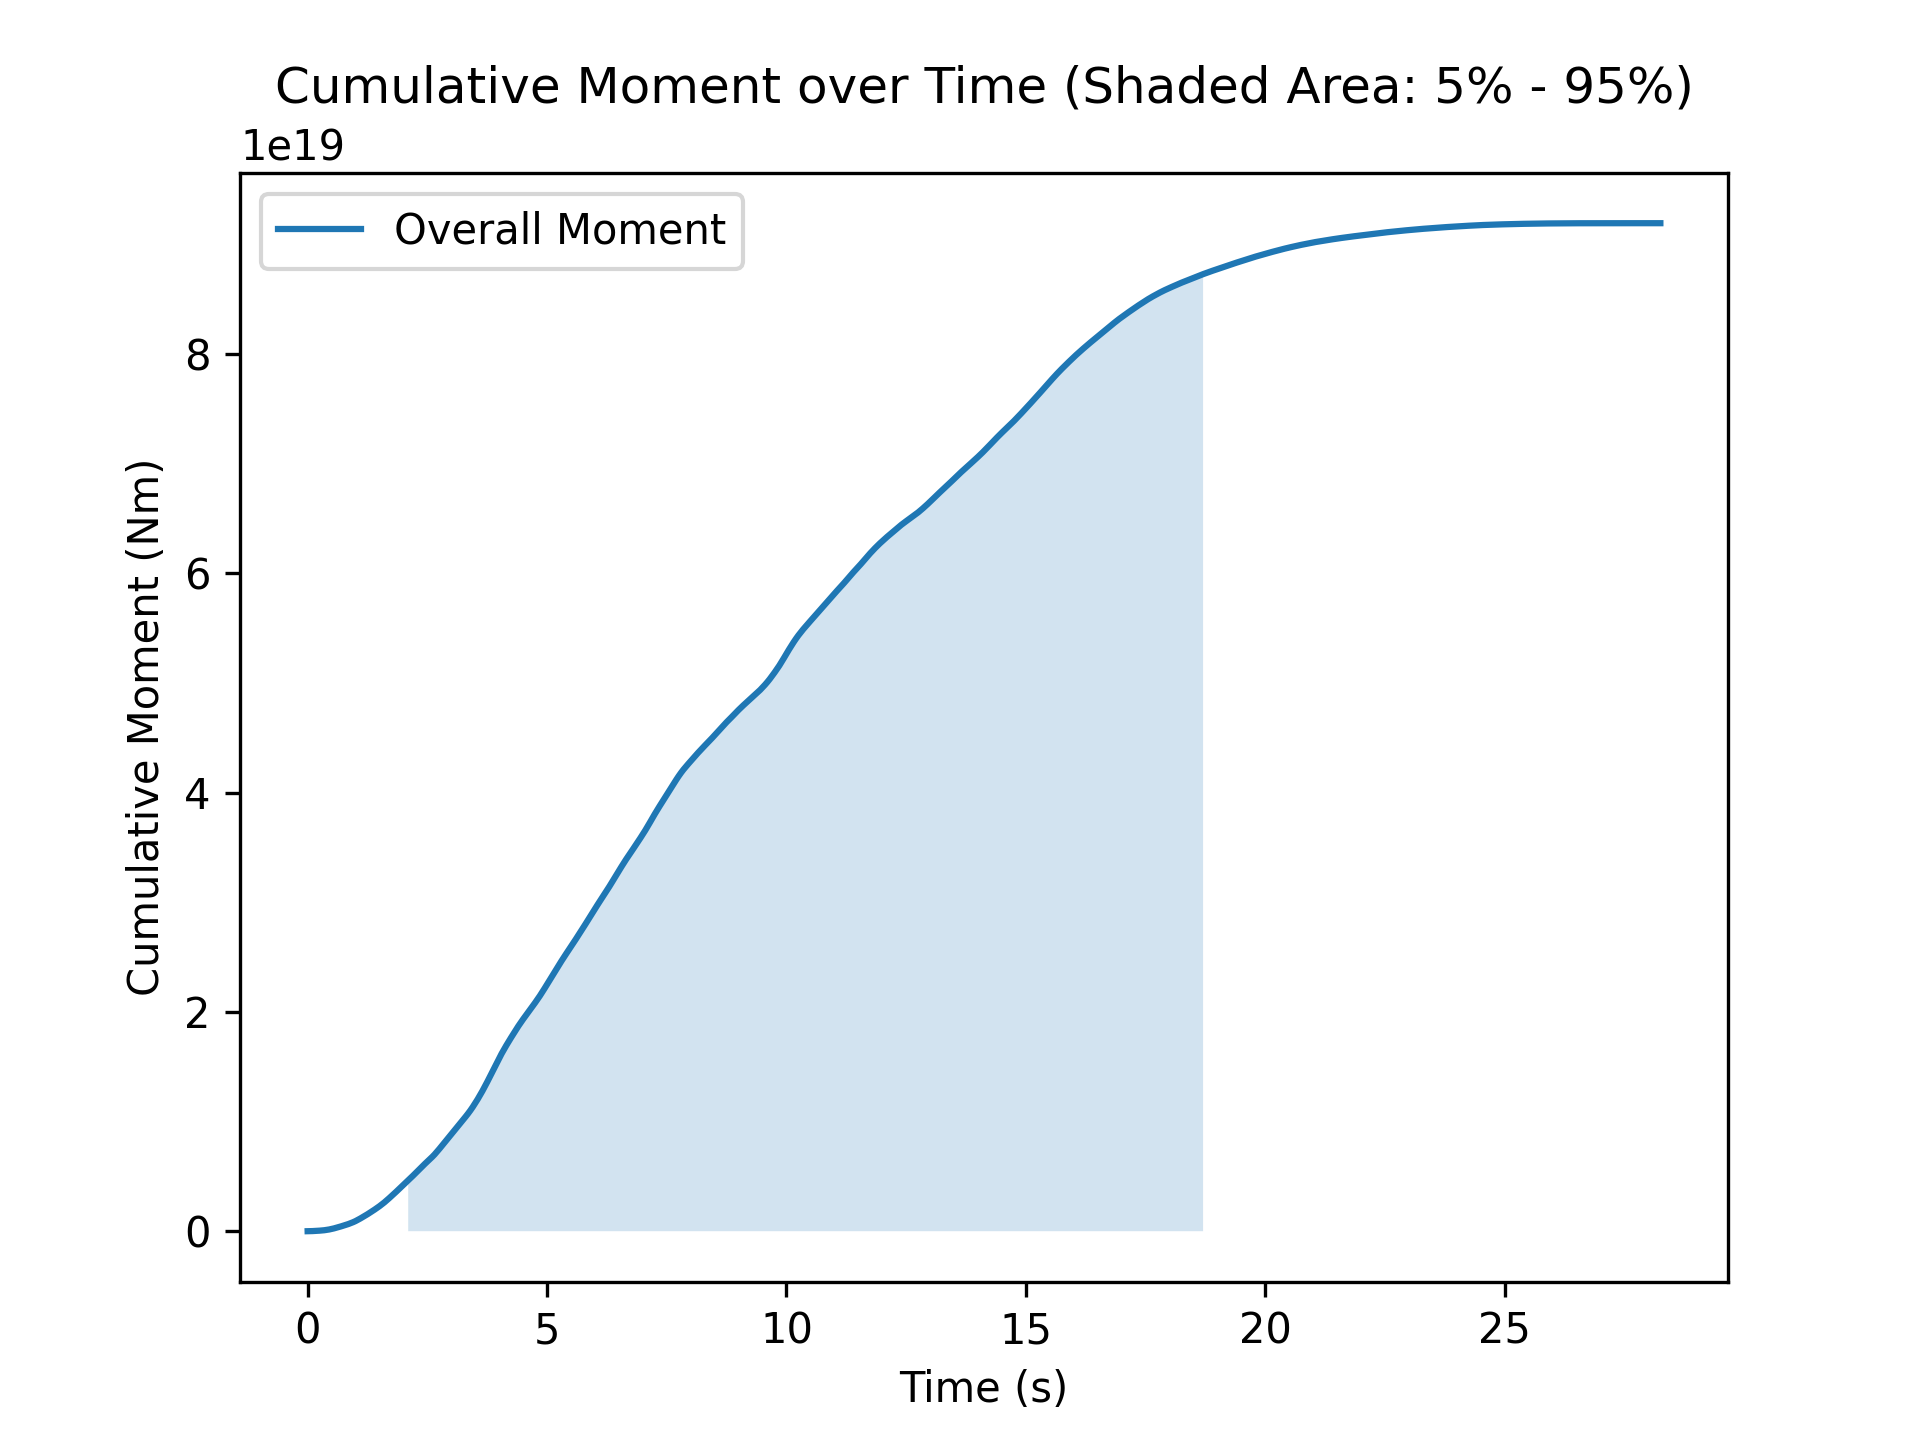 Cumulative Moment over Time (Shaded Area: 5% - 95%)
1e19
Overall Moment
8
6
4
2
0
Cumulative Moment (Nm)
0 5 10 15 20 25
Time (s)